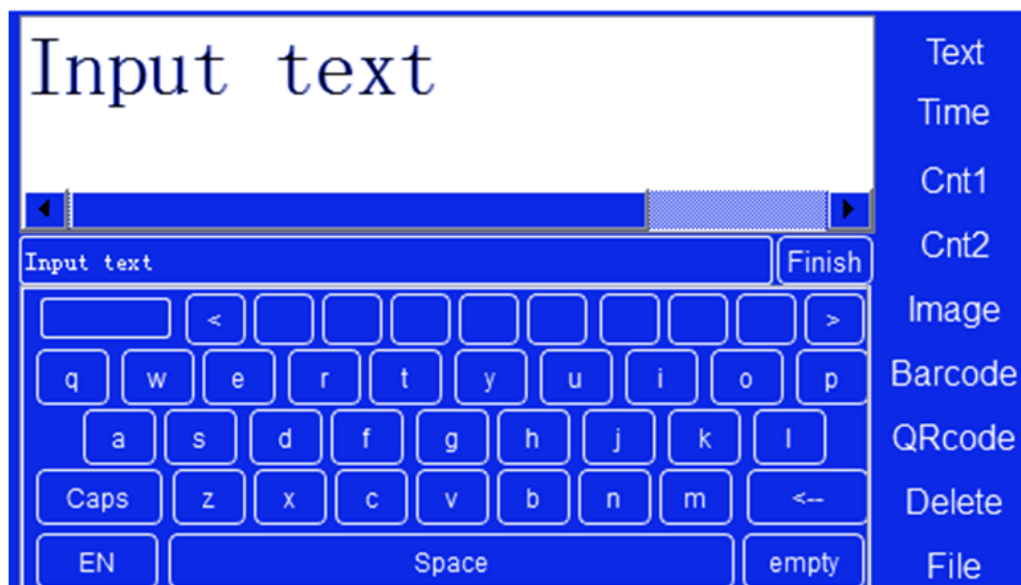 Input text
Input text
Finish
< >
q w e r t y u i o p
a s d f g h j k l
Caps z x c v b n m <--
EN Space empty
Text
Time
Cnt1
Cnt2
Image
Barcode
QRcode
Delete
File